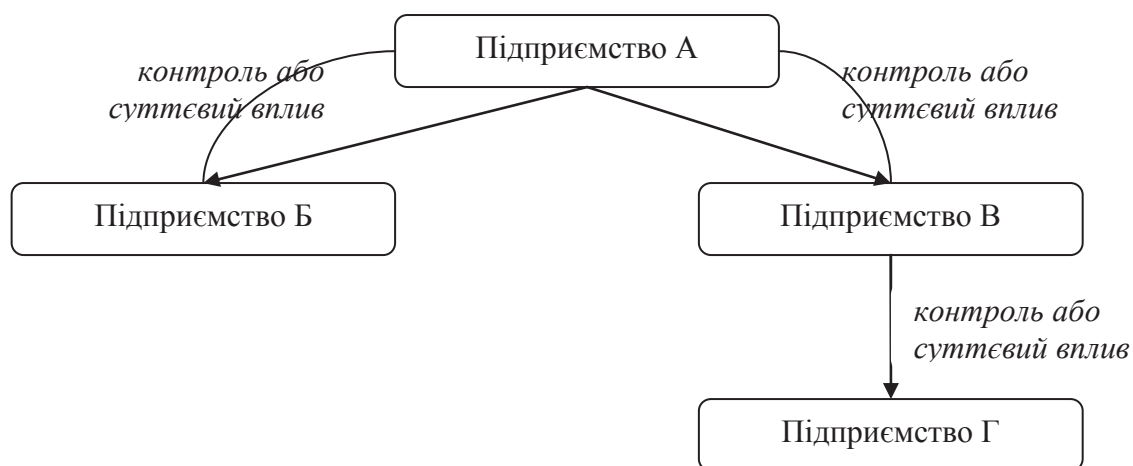 Підприємство А
контроль або
суттєвий вплив
контроль або
суттєвий вплив
Підприємство Б
Підприємство В
контроль або
суттєвий вплив
Підприємство Г